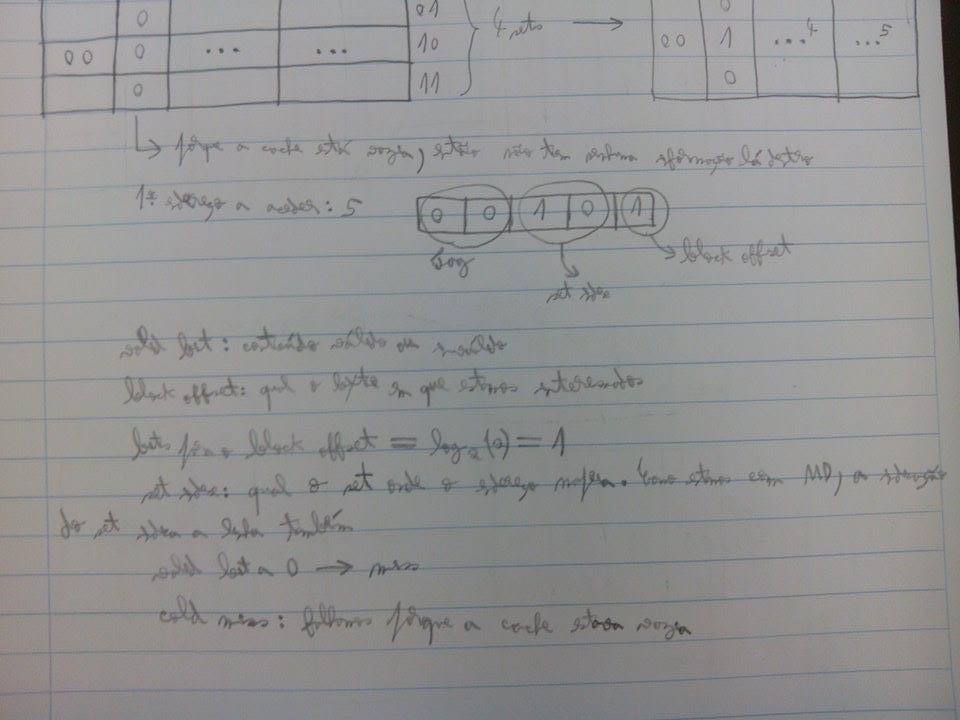 0 01 0
00 0 ... ... 10 } 4 sets → 00 1 ...4 ...5
0 11 0
↳ porque a cache está vazia, então não tem nenhuma informação lá dentro
1º endereço a aceder: 5 0 0 1 0 1
tag block offset
set index
valid bit: conteúdo válido ou inválido
block offset: qual o byte em que estamos interessados
bits para o block offset = log₂(2) = 1
set index: qual o set onde o endereço mapeia. Como estamos com MD, a
do set indica a linha também
valid bit a 0 → miss
cold miss: falhamos porque a cache estava vazia